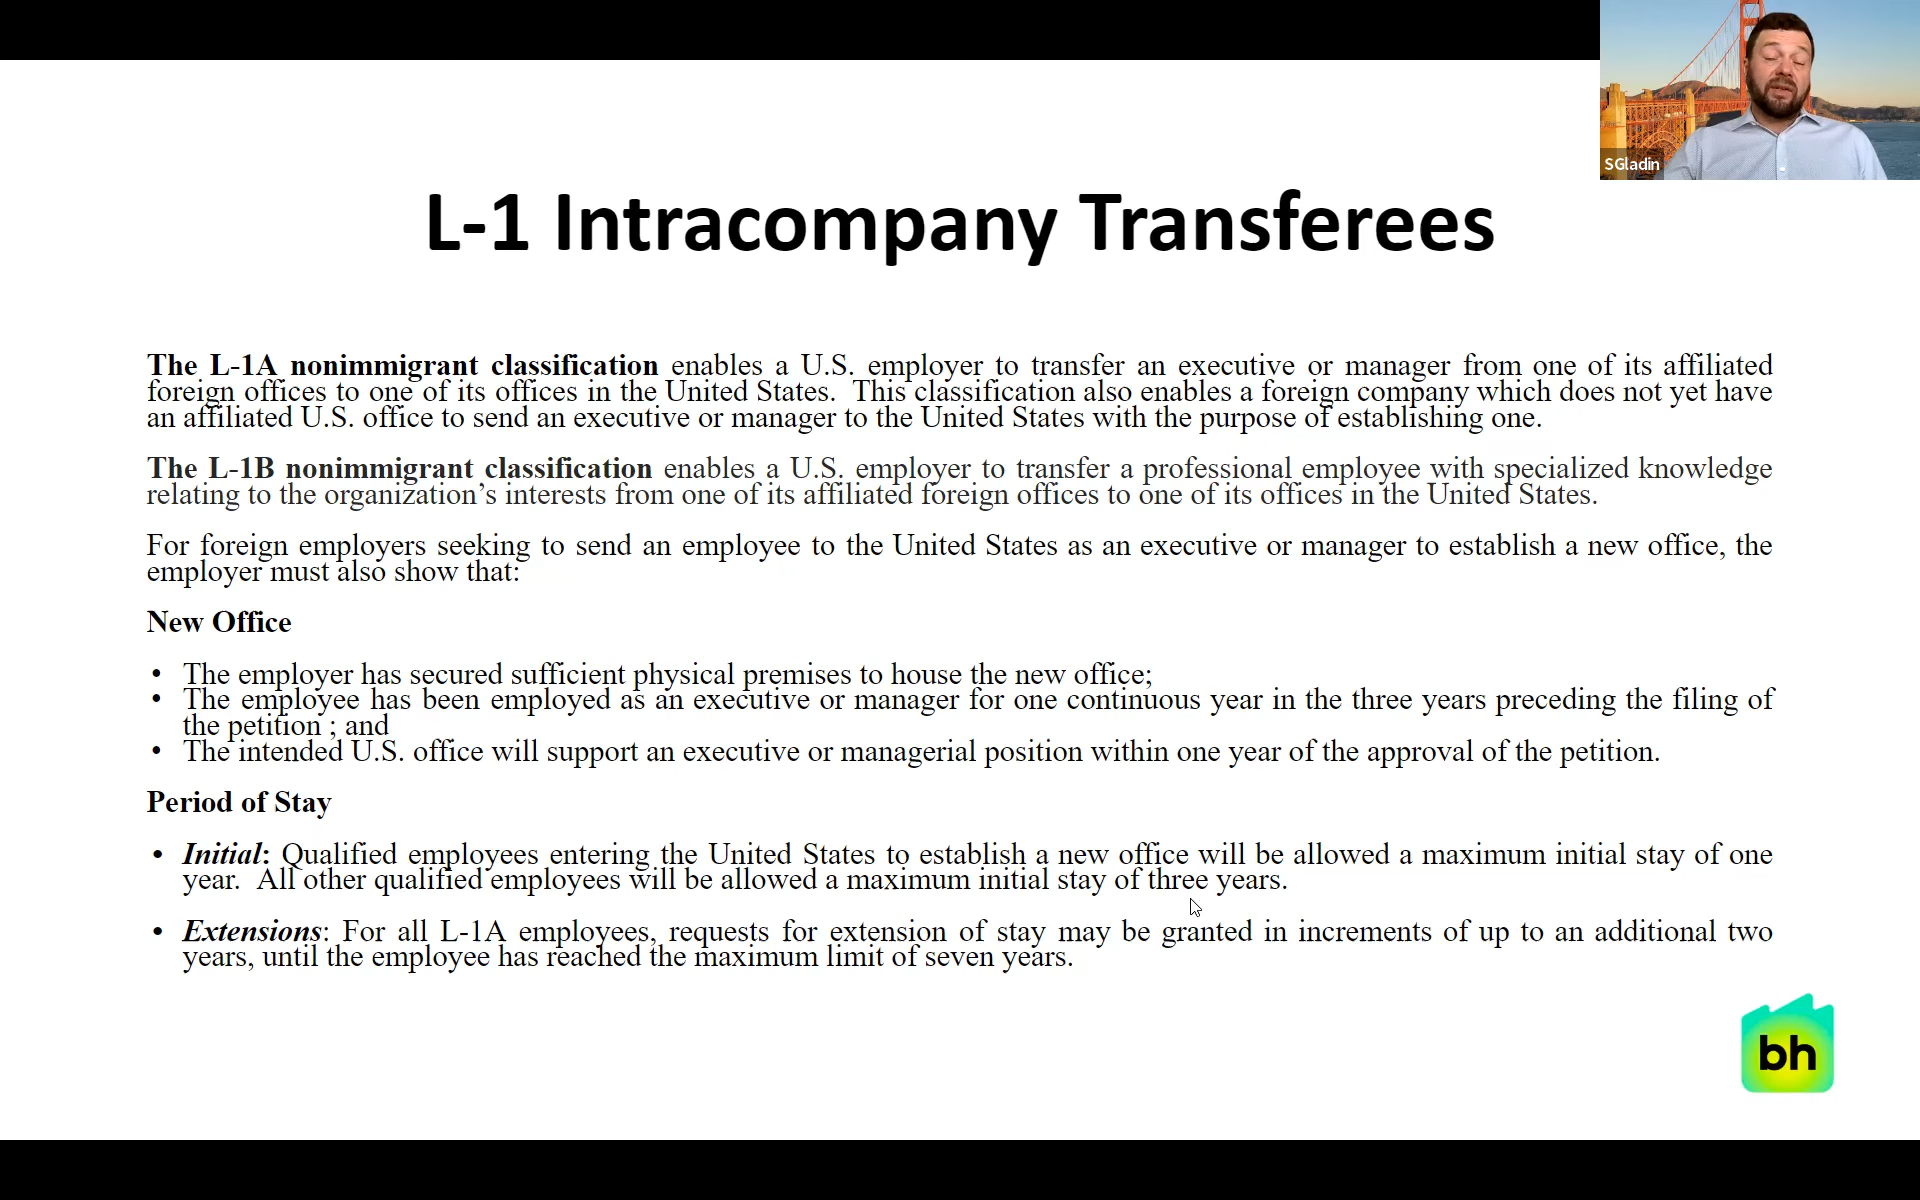 SGladin
L-1 Intracompany Transferees
The L-1A nonimmigrant classification enables a U.S. employer to transfer an executive or manager from one of its affiliated
foreign offices to one of its offices in the United States.  This classification also enables a foreign company which does not yet have
an affiliated U.S. office to send an executive or manager to the United States with the purpose of establishing one.
The L-1B nonimmigrant classification enables a U.S. employer to transfer a professional employee with specialized knowledge
relating to the organization’s interests from one of its affiliated foreign offices to one of its offices in the United States.
For foreign employers seeking to send an employee to the United States as an executive or manager to establish a new office, the
employer must also show that:
New Office
• The employer has secured sufficient physical premises to house the new office;
• The employee has been employed as an executive or manager for one continuous year in the three years preceding the filing of
the petition ; and
• The intended U.S. office will support an executive or managerial position within one year of the approval of the petition.
Period of Stay
• Initial: Qualified employees entering the United States to establish a new office will be allowed a maximum initial stay of one
year.  All other qualified employees will be allowed a maximum initial stay of three years.
• Extensions: For all L-1A employees, requests for extension of stay may be granted in increments of up to an additional two
years, until the employee has reached the maximum limit of seven years.
bh